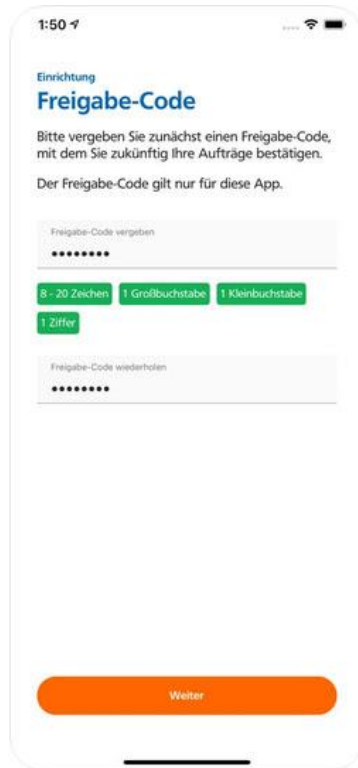 1:50
Einrichtung
Freigabe-Code
Bitte vergeben Sie zunächst einen Freigabe-Code,
mit dem Sie zukünftig Ihre Aufträge bestätigen.
Der Freigabe-Code gilt nur für diese App.
Freigabe-Code vergeben
••••••••
8 - 20 Zeichen 1 Großbuchstabe 1 Kleinbuchstabe
1 Ziffer
Freigabe-Code wiederholen
••••••••
Weiter